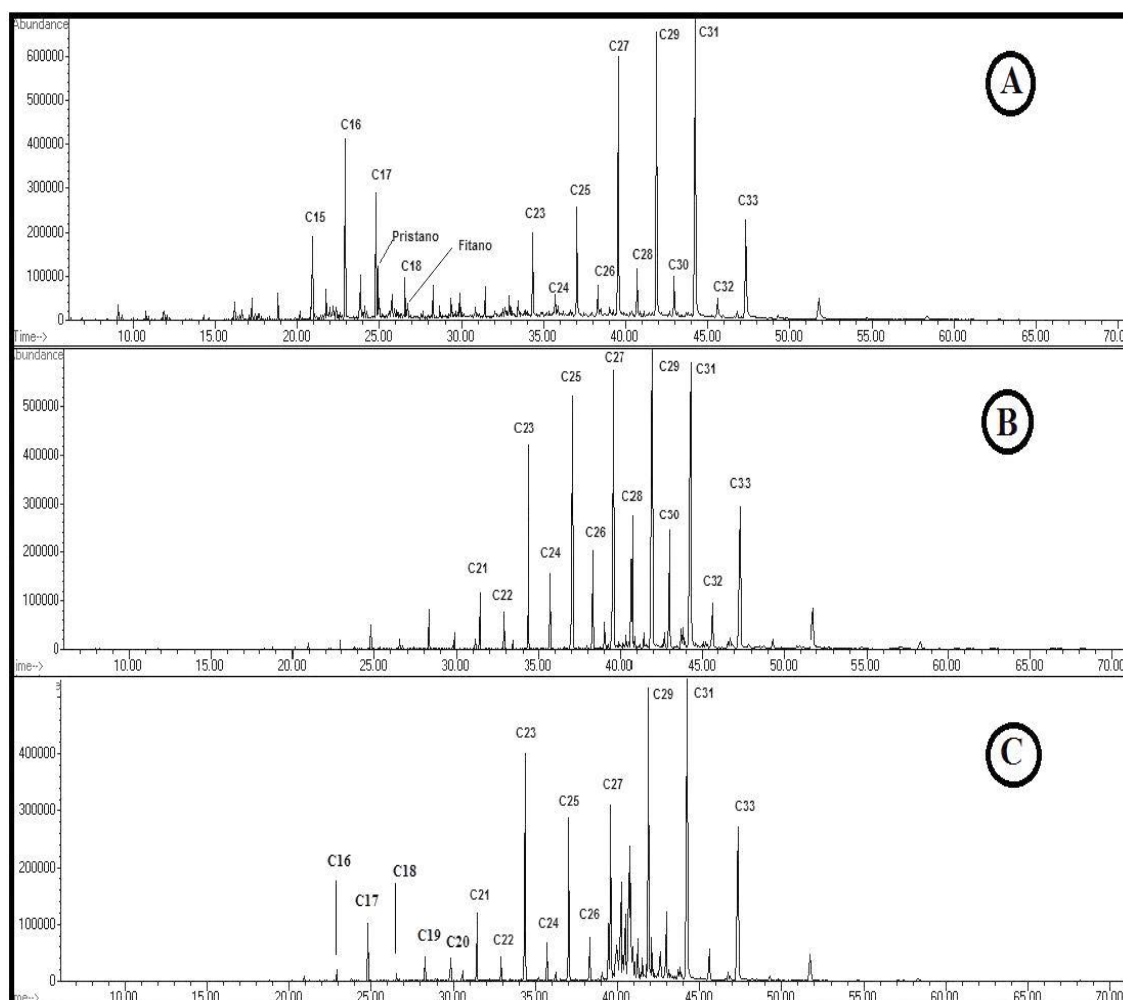 Abundance
600000
500000
400000
300000
200000
100000
0
C15
C16
C17
Pristano
Fitano
C18
C23
C24
C25
C26
C27
C28
C29
C30
C31
C32
C33
A
Time-->
10.00 15.00 20.00 25.00 30.00 35.00 40.00 45.00 50.00 55.00 60.00 65.00 70.0
Abundance
500000
400000
300000
200000
100000
0
C21
C22
C23
C24
C25
C26
C27
C28
C29
C30
C31
C32
C33
B
ime-->
10.00 15.00 20.00 25.00 30.00 35.00 40.00 45.00 50.00 55.00 60.00 65.00 70.0
400000
300000
200000
100000
0
C16
C17
C18
C19
C20
C21
C22
C23
C24
C25
C26
C27
C29
C31
C33
C
10.00 15.00 20.00 25.00 30.00 35.00 40.00 45.00 50.00 55.00 60.00 65.00 70.0